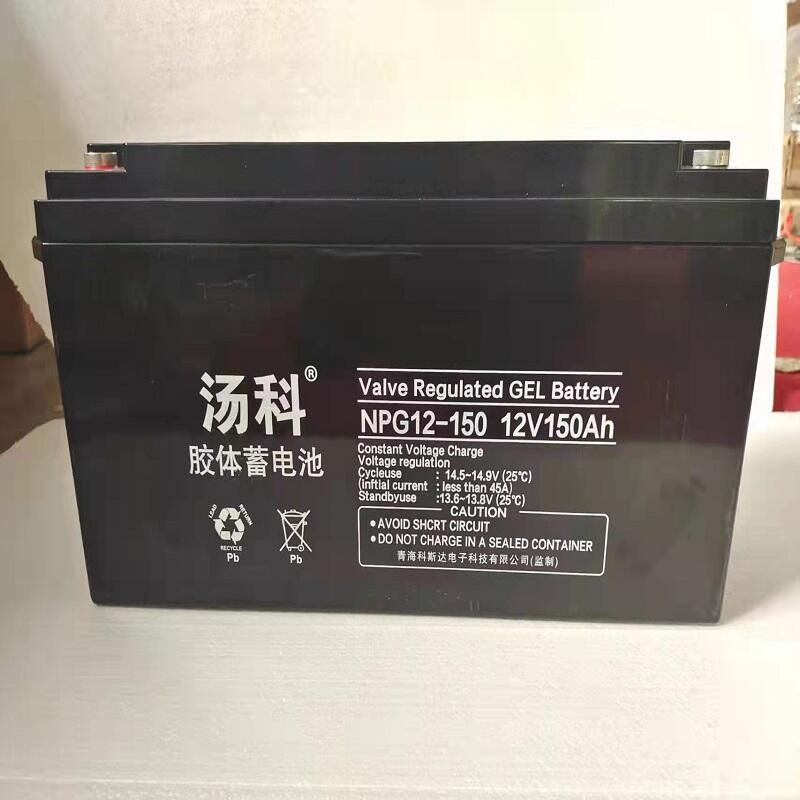 汤科®
胶体蓄电池
LEAD RETURN
RECYCLE
Pb
Pb
Valve Regulated GEL Battery
NPG12-150 12V150Ah
Constant Voltage Charge
Voltage regulation
Cycleuse : 14.5~14.9V (25℃)
(Inftial current : less than 45A)
Standbyuse :13.6~13.8V (25℃)
CAUTION
• AVOID SHCRT CIRCUIT
• DO NOT CHARGE IN A SEALED CONTAINER
青海科斯达电子科技有限公司(监制)